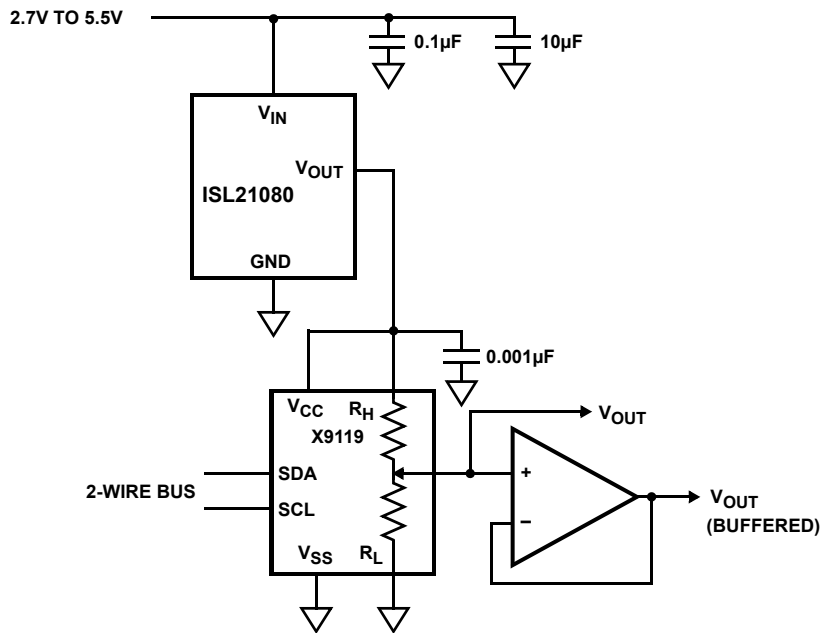 2.7V TO 5.5V
0.1µF
10µF
VIN
VOUT
ISL21080
GND
0.001µF
VCC
RH
X9119
VOUT
2-WIRE BUS
SDA
SCL
+
−
VOUT
(BUFFERED)
VSS
RL